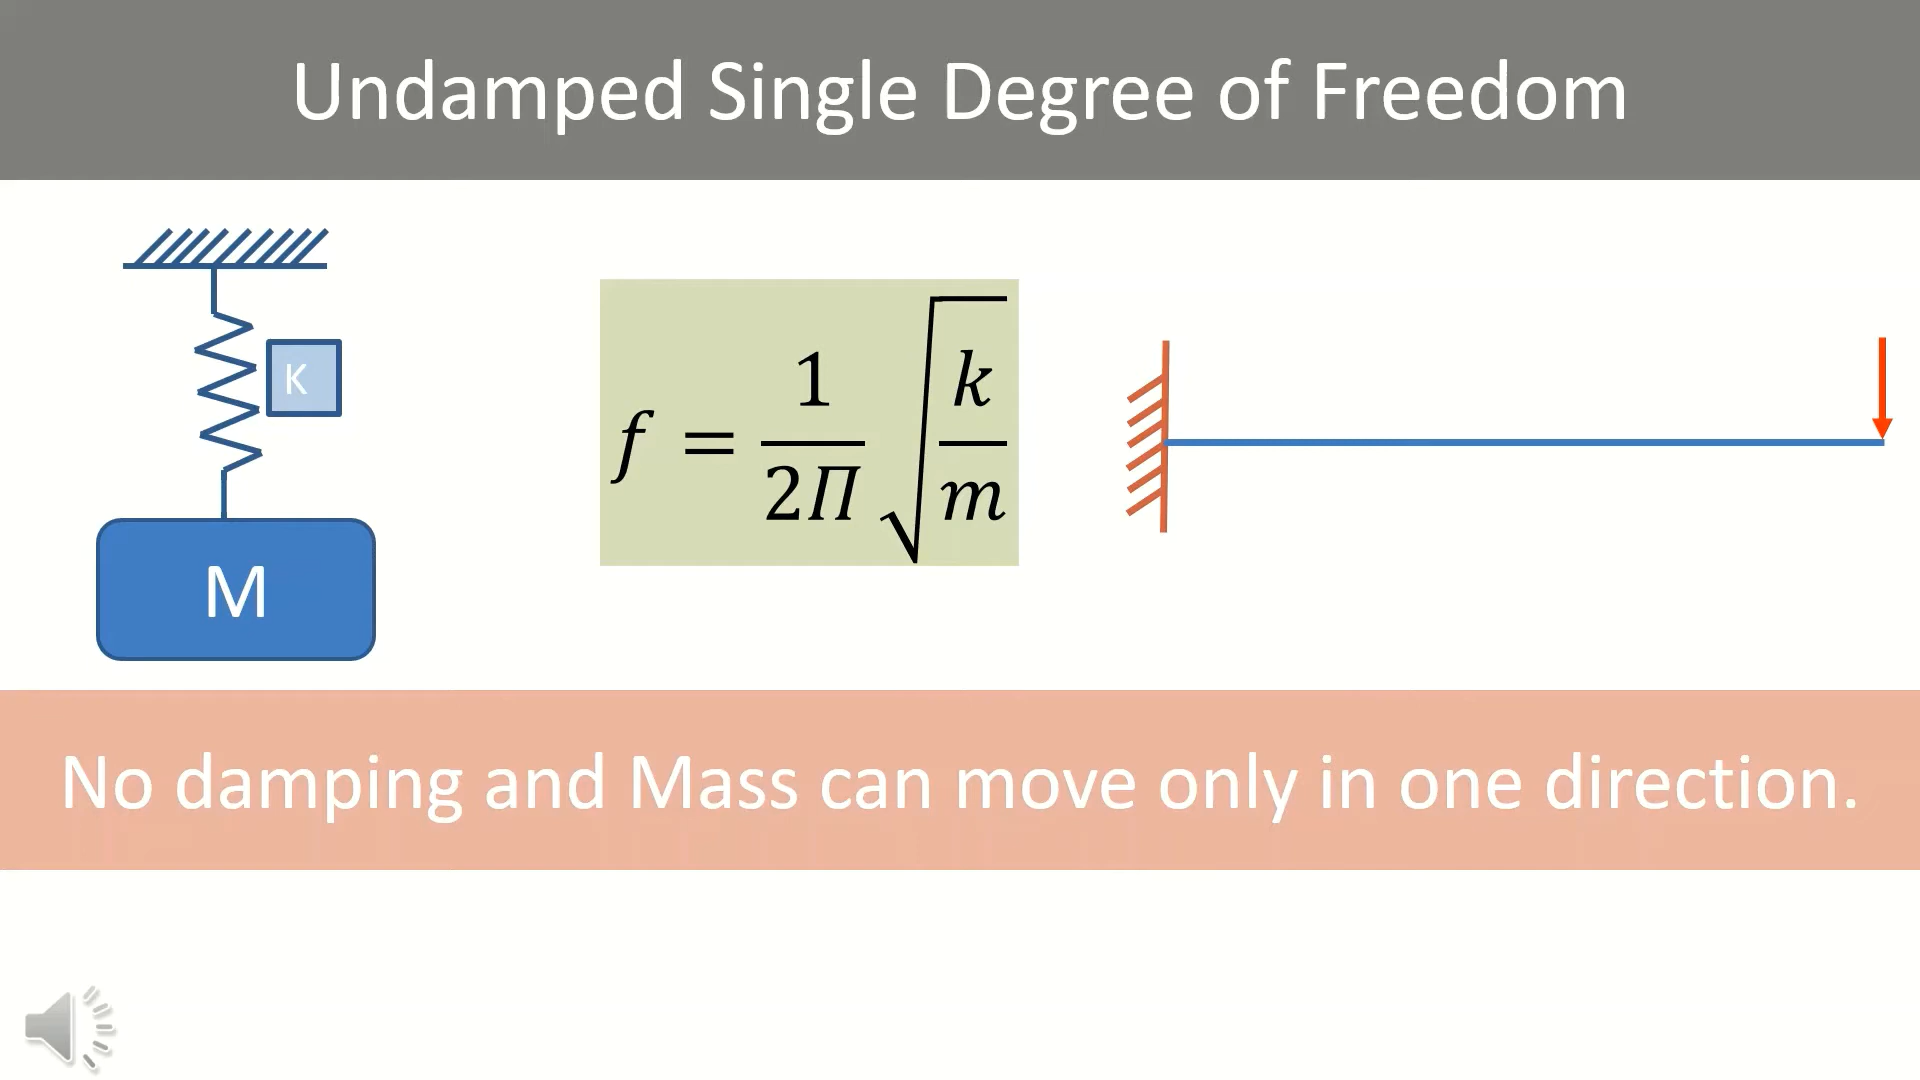 Undamped Single Degree of Freedom
K
M
𝑓 = 1/2𝛱 √(𝑘/𝑚)
No damping and Mass can move only in one direction.